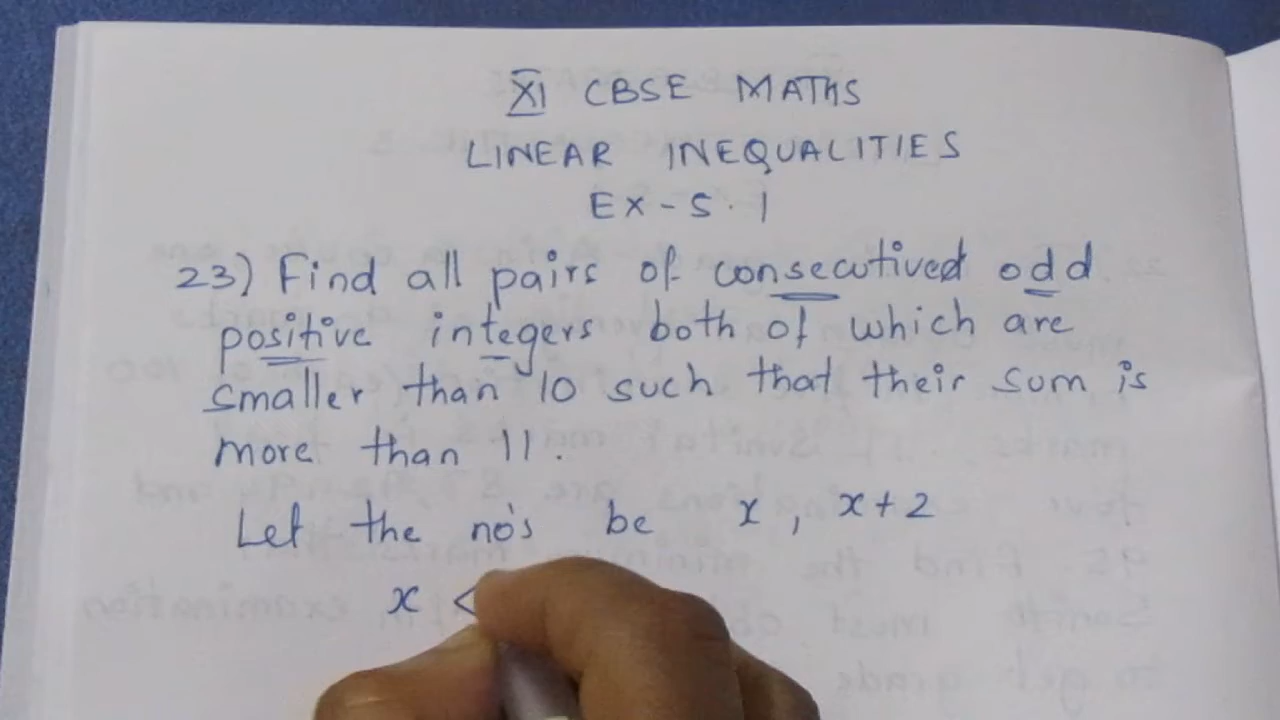 XI CBSE MATHS
LINEAR INEQUALITIES
EX-5.1
23) Find all pairs of consecutived odd
positive integers both of which are
smaller than 10 such that their sum is
more than 11.
Let the no's be x, x+2
x <